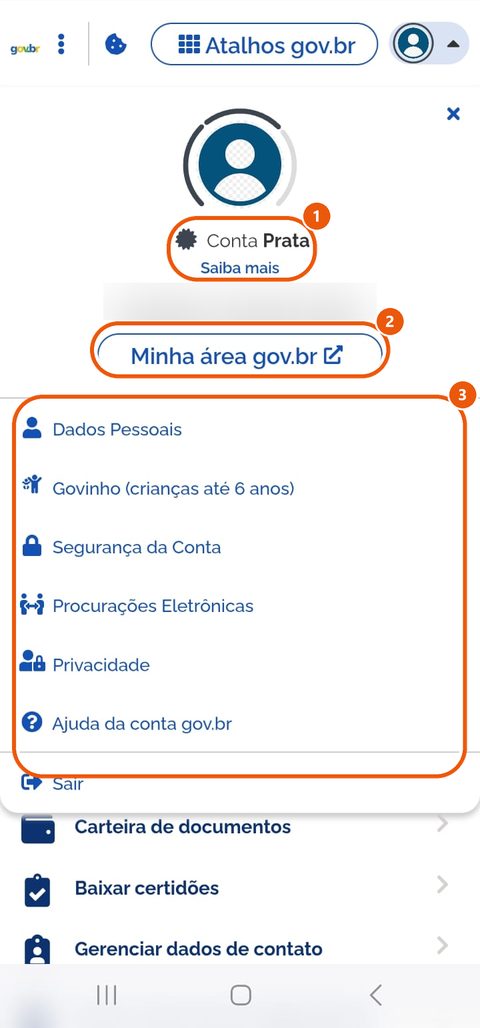 gov.br
Atalhos gov.br
1
Conta Prata
Saiba mais
2
Minha área gov.br
3
Dados Pessoais
Govinho (crianças até 6 anos)
Segurança da Conta
Procurações Eletrônicas
Privacidade
Ajuda da conta gov.br
Sair
Carteira de documentos
Baixar certidões
Gerenciar dados de contato